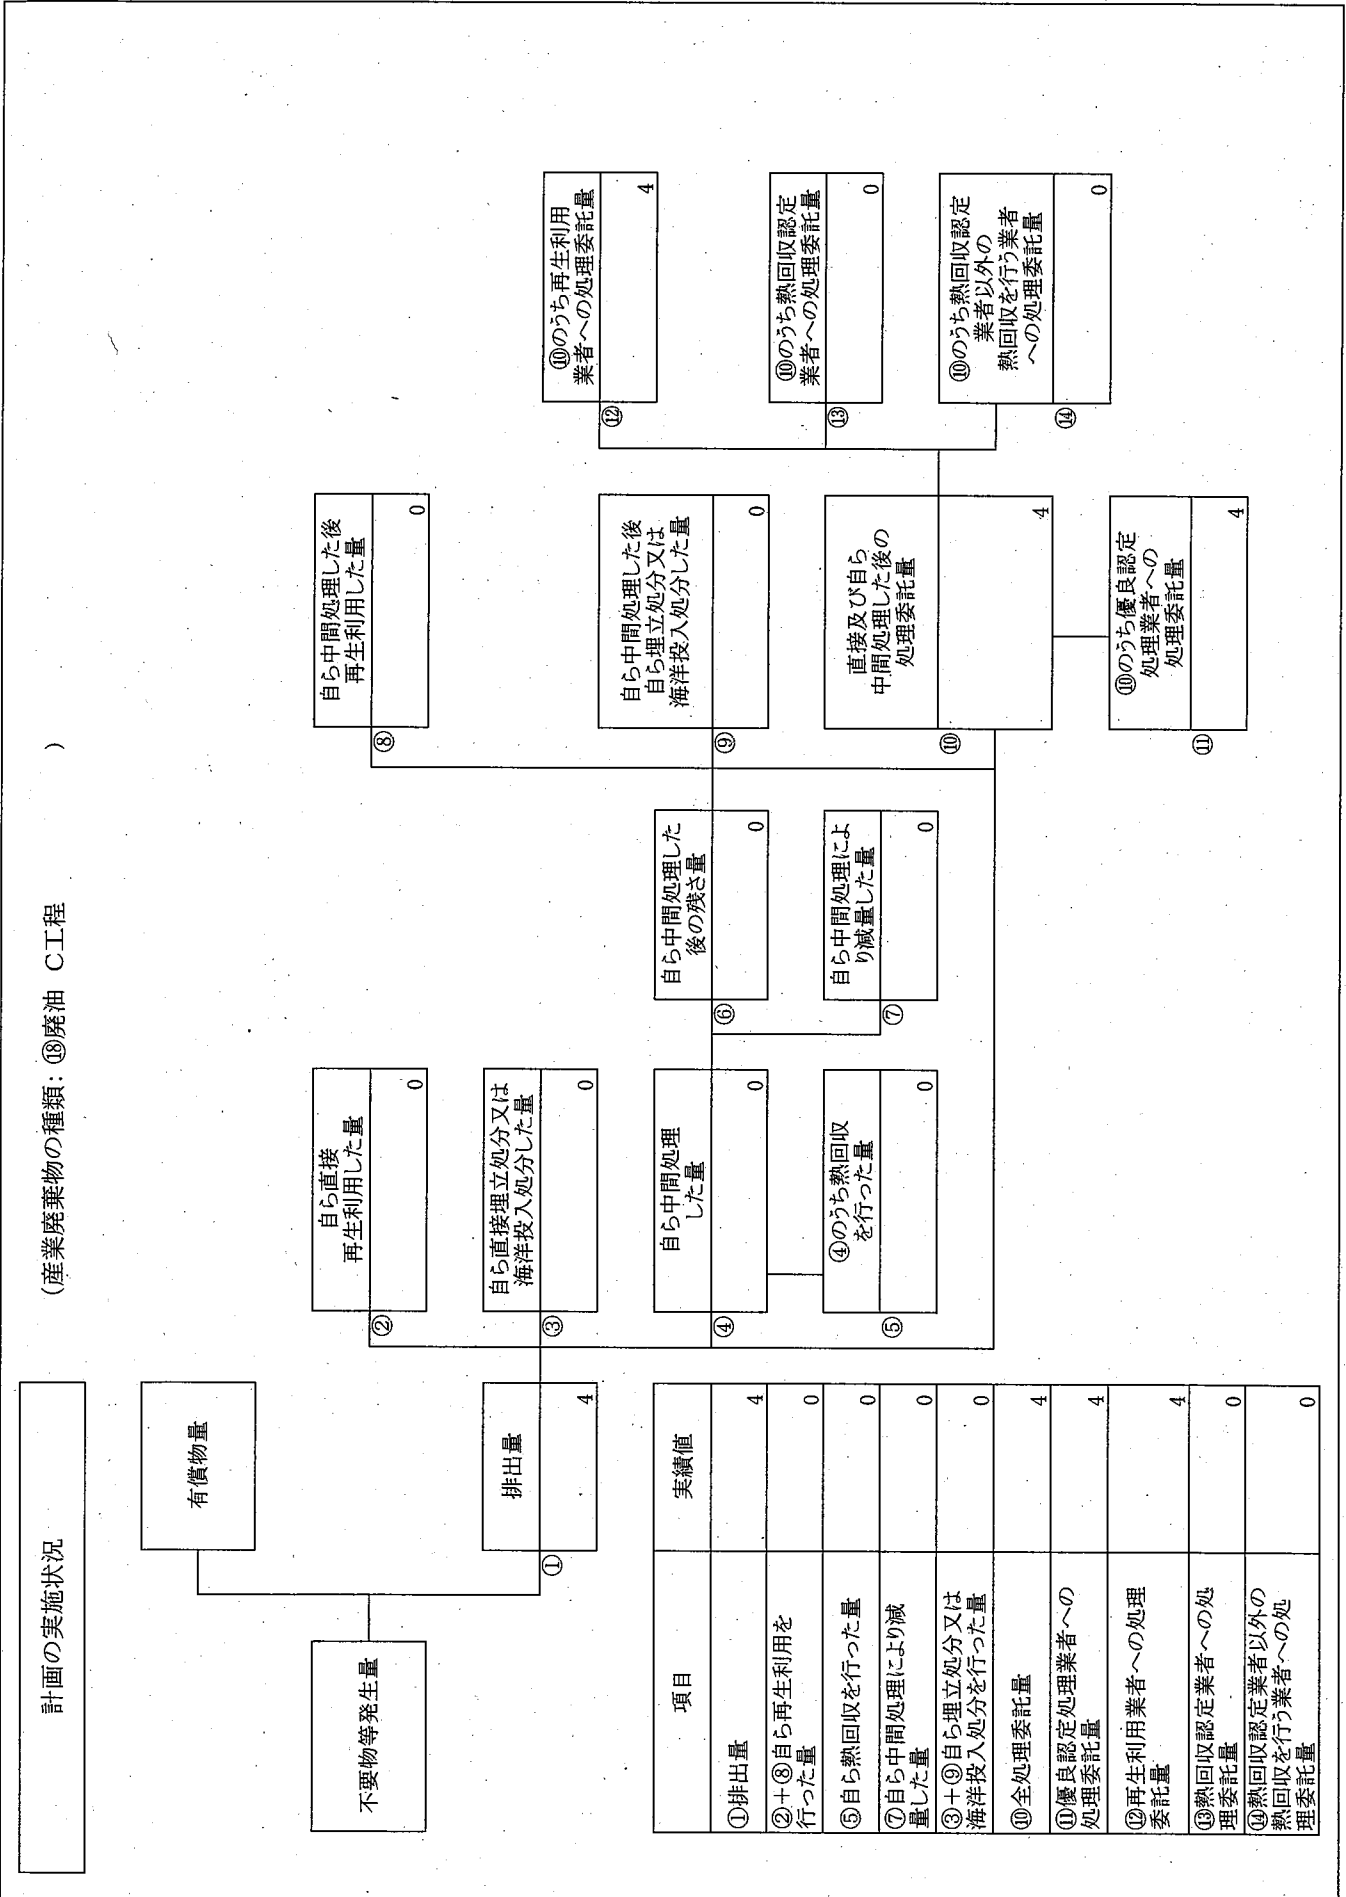 計画の実施状況
(産業廃棄物の種類：⑱廃油 C工程 )
不要物等発生量
有償物量
①
排出量
4
②
自ら直接
再生利用した量
0
③
自ら直接埋立処分又は
海洋投入処分した量
0
④
自ら中間処理
した量
0
⑤
④のうち熱回収
を行った量
0
⑥
自ら中間処理した
後の残さ量
0
⑦
自ら中間処理によ
り減量した量
0
⑧
自ら中間処理した後
再生利用した量
0
⑨
自ら中間処理した後
自ら埋立処分又は
海洋投入処分した量
0
⑩
直接及び自ら
中間処理した後の
処理委託量
4
⑪
⑩のうち優良認定
処理業者への
処理委託量
4
⑫
⑩のうち再生利用
業者への処理委託量
4
⑬
⑩のうち熱回収認定
業者への処理委託量
0
⑭
⑩のうち熱回収認定
業者以外の
熱回収を行う業者
への処理委託量
0
項目 実績値
①排出量 4
②＋⑧自ら再生利用を
行った量 0
⑤自ら熱回収を行った量 0
⑦自ら中間処理により減
量した量 0
③＋⑨自ら埋立処分又は
海洋投入処分を行った量 0
⑩全処理委託量 4
⑪優良認定処理業者への
処理委託量 4
⑫再生利用業者への処理
委託量 4
⑬熱回収認定業者への処
理委託量 0
⑭熱回収認定業者以外の
熱回収を行う業者への処
理委託量 0